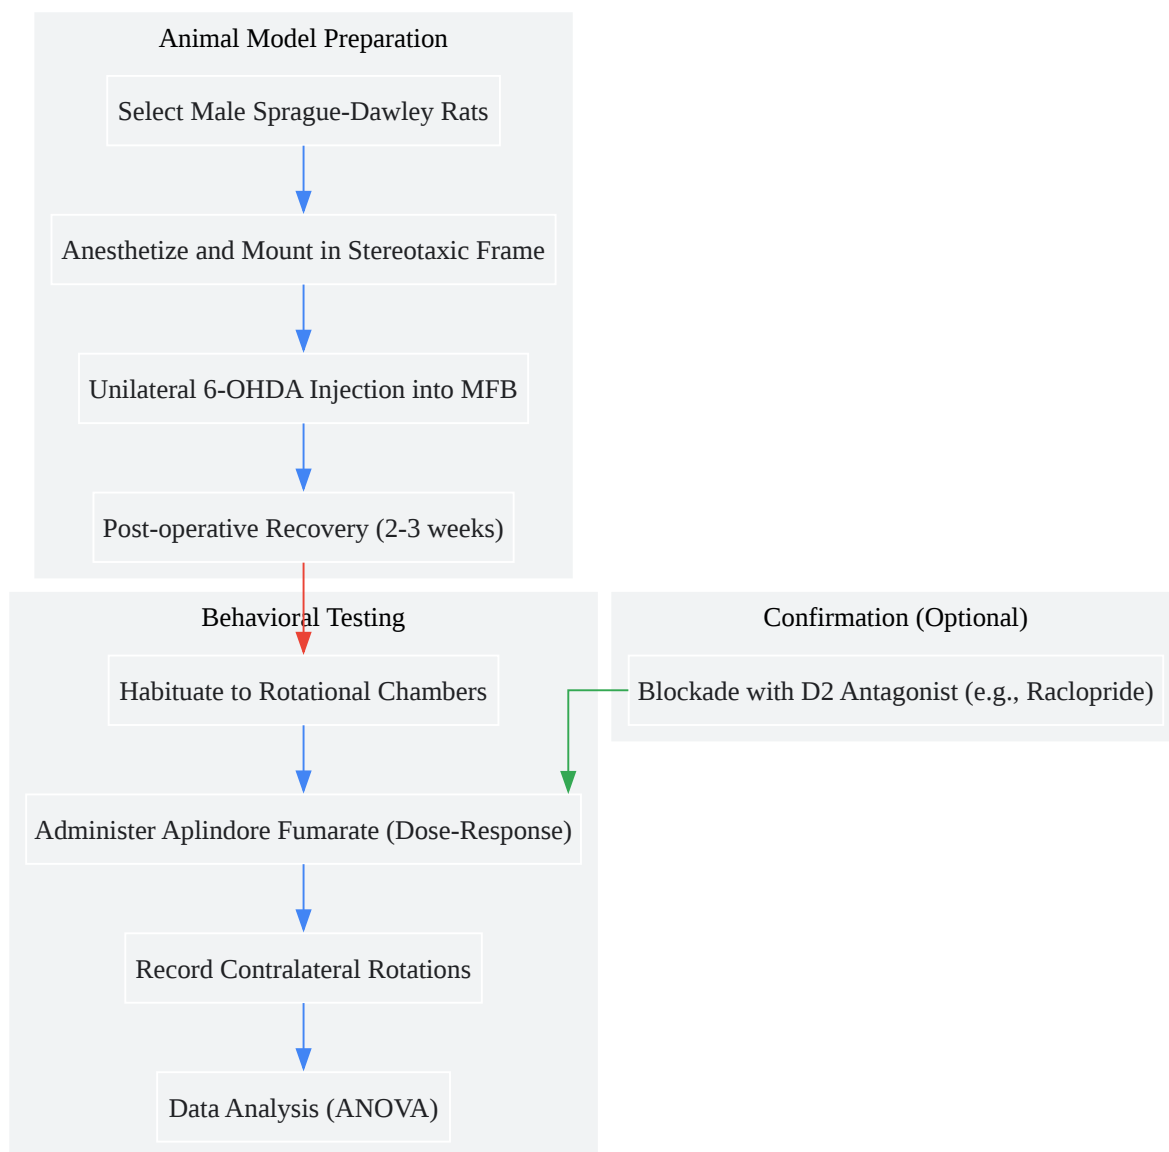 Animal Model Preparation
Select Male Sprague-Dawley Rats
Anesthetize and Mount in Stereotaxic Frame
Unilateral 6-OHDA Injection into MFB
Post-operative Recovery (2-3 weeks)
Behavioral Testing
Habituate to Rotational Chambers
Administer Aplindore Fumarate (Dose-Response)
Record Contralateral Rotations
Data Analysis (ANOVA)
Confirmation (Optional)
Blockade with D2 Antagonist (e.g., Raclopride)